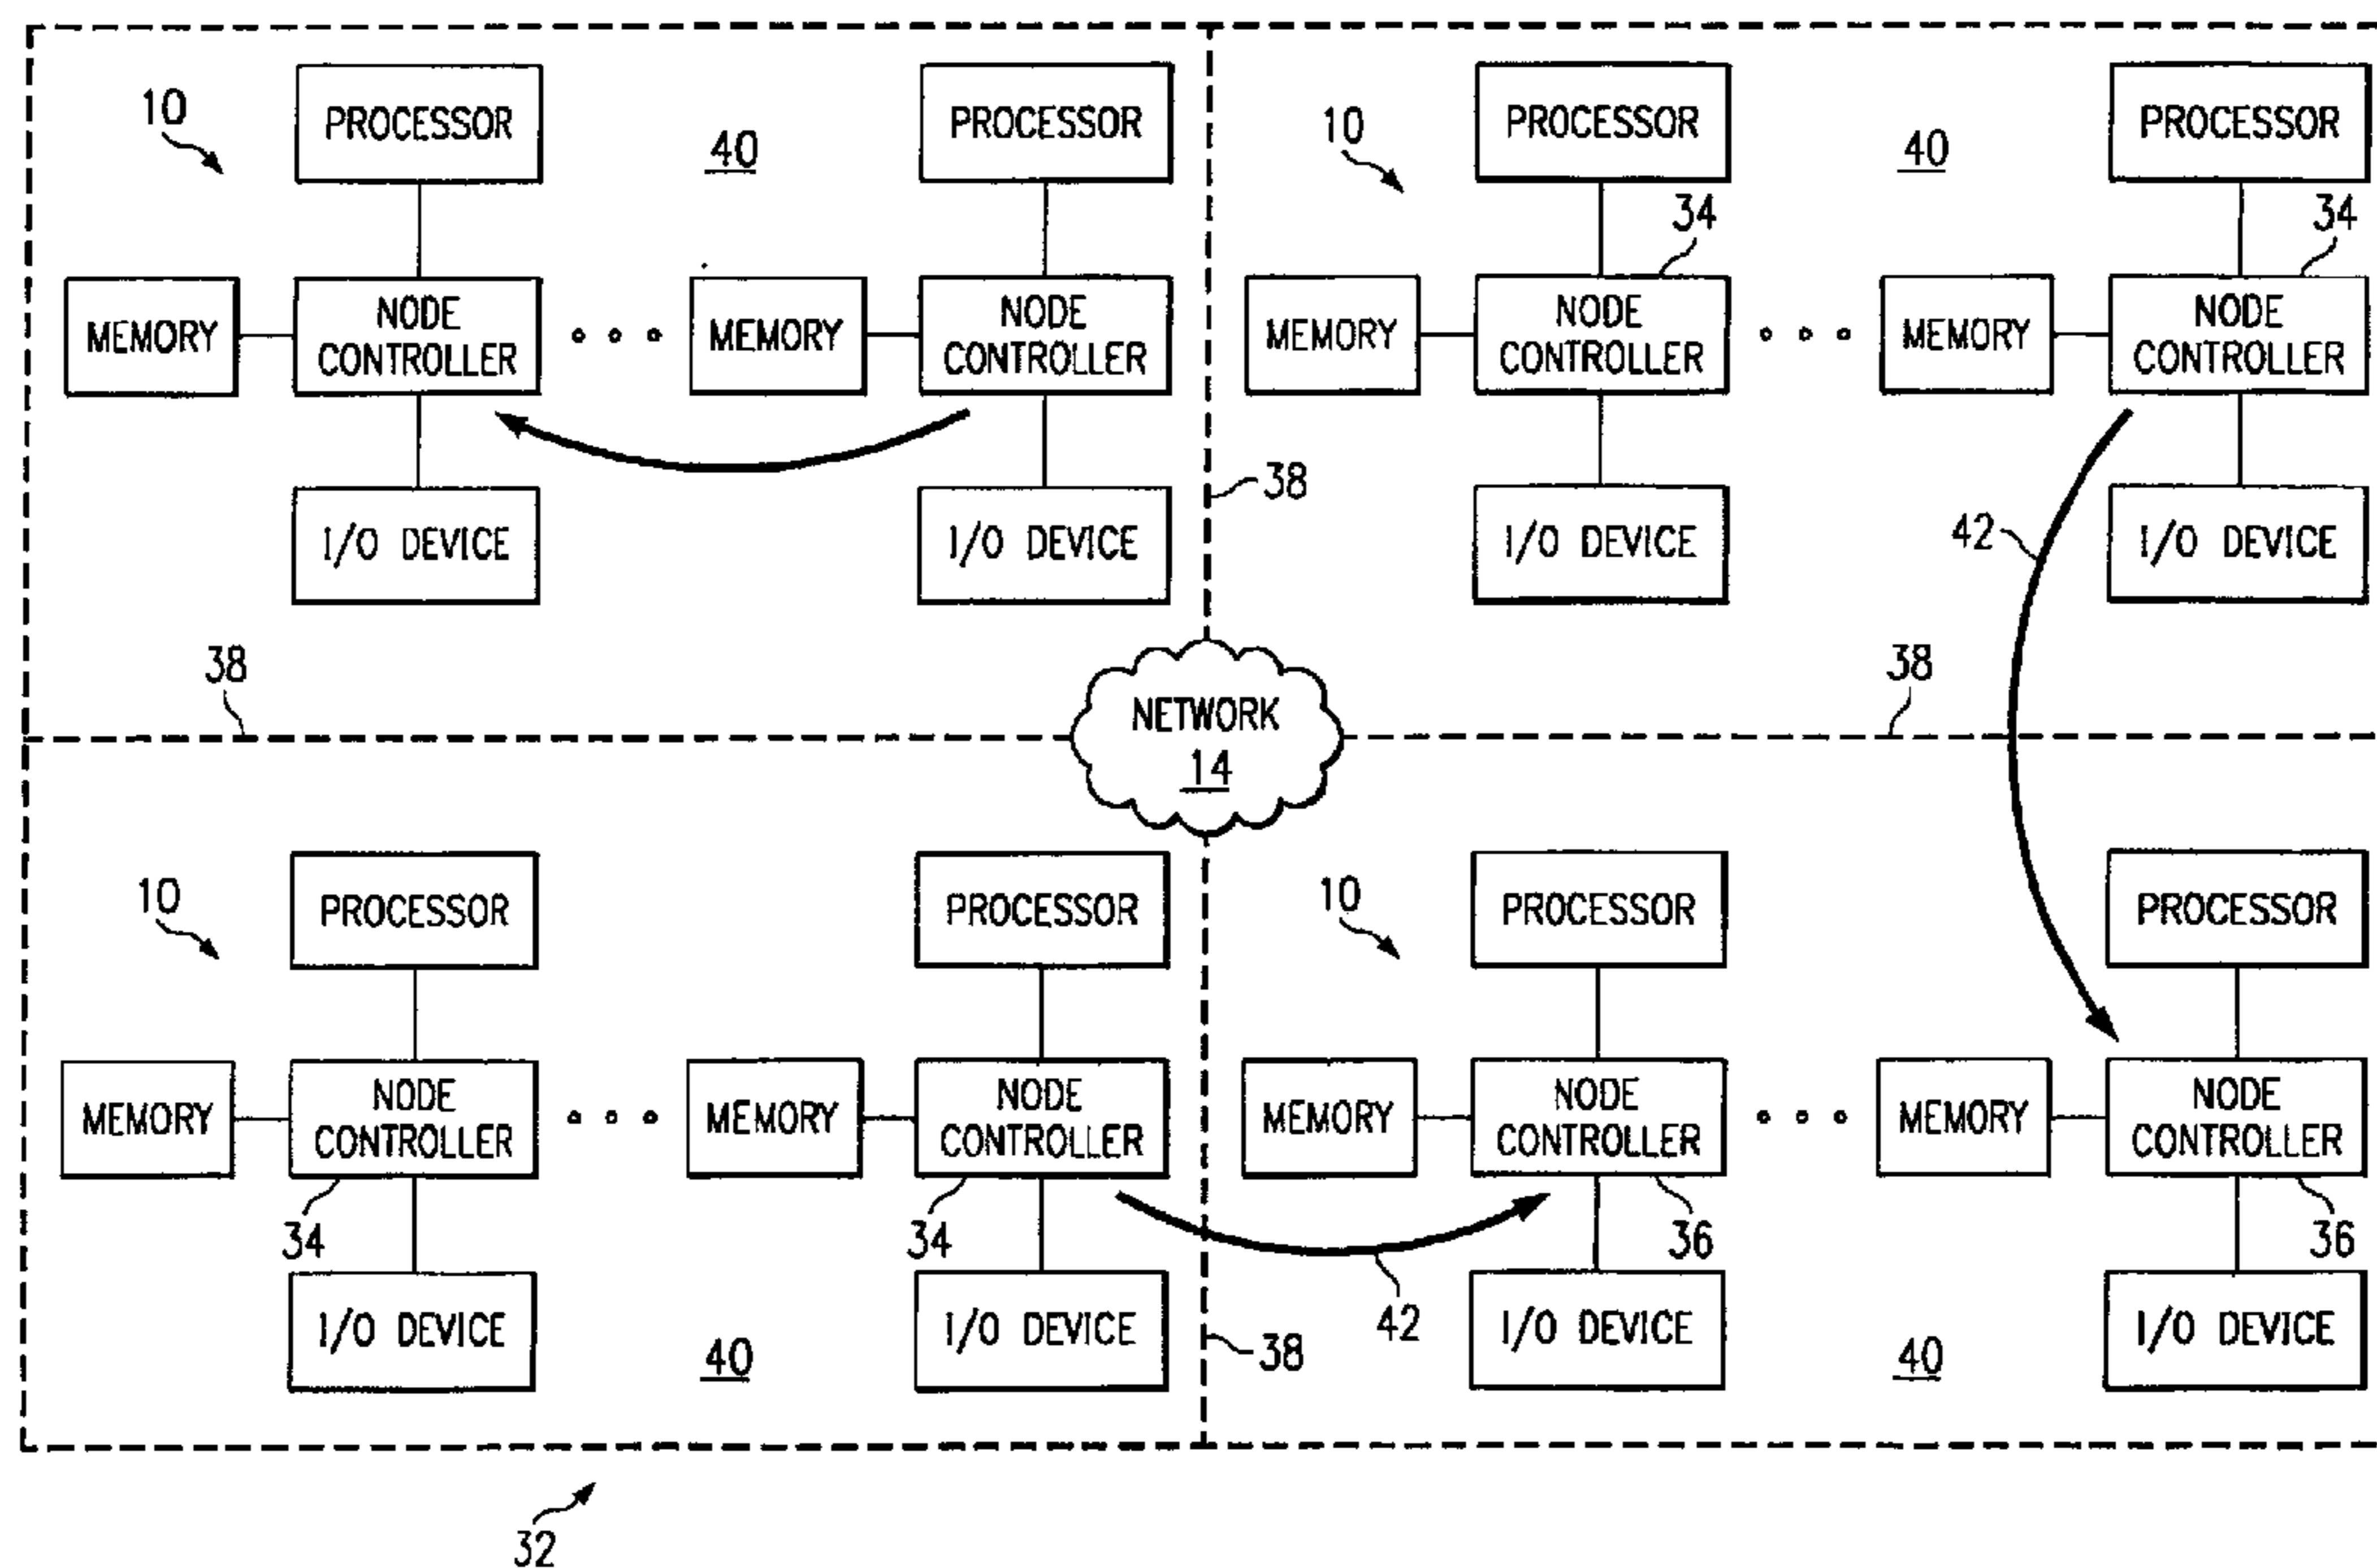 10
PROCESSOR
40
PROCESSOR
MEMORY
NODE
CONTROLLER
MEMORY
NODE
CONTROLLER
I/O DEVICE
I/O DEVICE
38
38
10
PROCESSOR
40
PROCESSOR
34
34
MEMORY
NODE
CONTROLLER
MEMORY
NODE
CONTROLLER
42
I/O DEVICE
I/O DEVICE
38
NETWORK
14
10
PROCESSOR
PROCESSOR
MEMORY
NODE
CONTROLLER
MEMORY
NODE
CONTROLLER
34
34
I/O DEVICE
40
I/O DEVICE
38
10
PROCESSOR
PROCESSOR
MEMORY
NODE
CONTROLLER
MEMORY
NODE
CONTROLLER
36
36
42
I/O DEVICE
40
I/O DEVICE
32